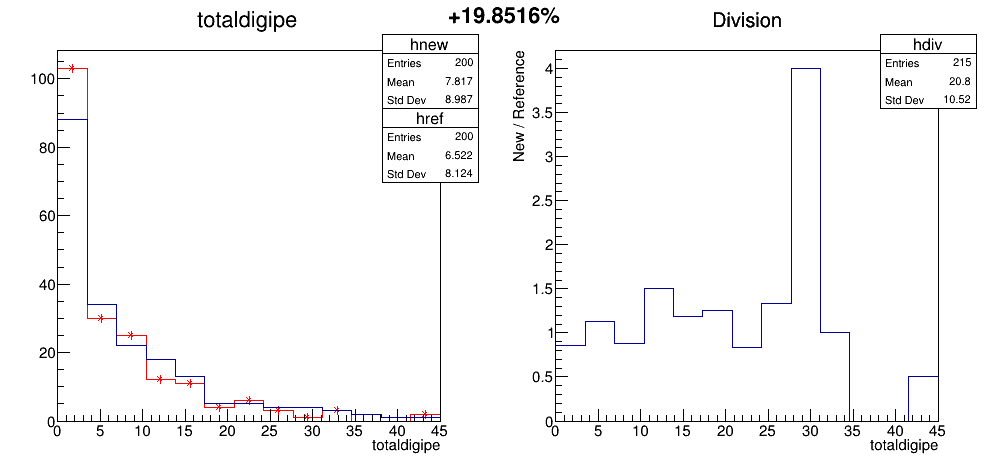 totaldigipe
+19.8516%
Division
hnew
Entries 200
Mean 7.817
Std Dev 8.987
href
Entries 200
Mean 6.522
Std Dev 8.124
100
80
60
40
20
0
0 5 10 15 20 25 30 35 40 45
totaldigipe
hdiv
Entries 215
Mean 20.8
Std Dev 10.52
New / Reference
4
3.5
3
2.5
2
1.5
1
0.5
0
0 5 10 15 20 25 30 35 40 45
totaldigipe